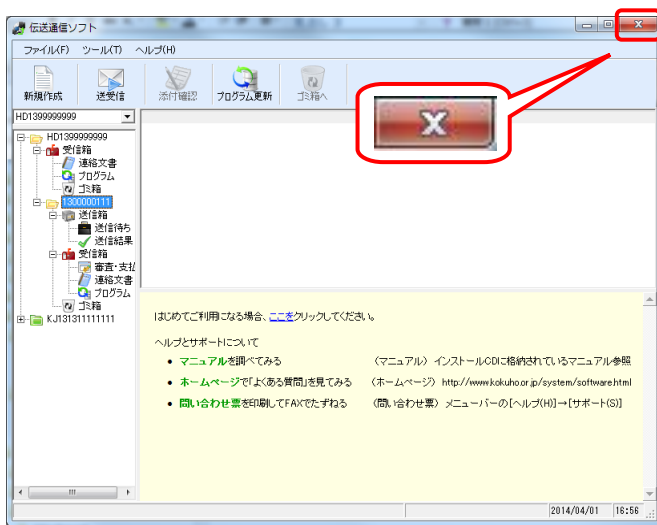 伝送通信ソフト
ファイル(F) ツール(T) ヘルプ(H)
新規作成 送受信 添付確認 プログラム更新 ゴミ箱へ
HD1399999999
HD1399999999
受信箱
連絡文書
プログラム
ゴミ箱
1300000111
送信箱
送信待ち
送信結果
受信箱
審査・支払
連絡文書
プログラム
ゴミ箱
KJ131311111111
はじめてご利用になる場合、ここをクリックしてください。
ヘルプとサポートについて
• マニュアルを調べてみる (マニュアル) インストールCDに格納されているマニュアル参照
• ホームページで「よくある質問」を見てみる (ホームページ) http://www.kokuho.or.jp/system/software.html
• 問い合わせ票を印刷してFAXでたずねる (問い合わせ票) メニューバーの[ヘルプ(H)]→[サポート(S)]
2014/04/01 16:56